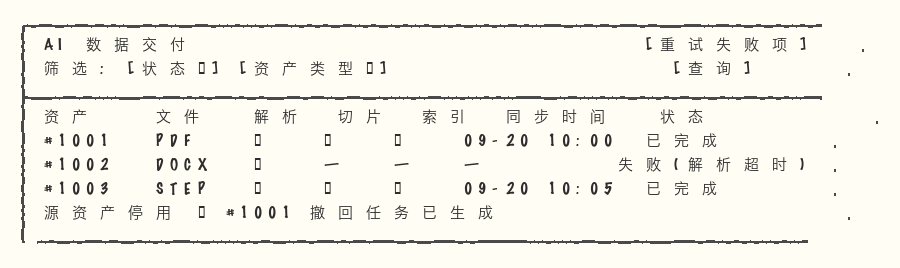 AI 数据交付 [重试失败项]
筛选: [状态▯] [资产类型▯] [查询]
资产 文件 解析 切片 索引 同步时间 状态
#1001 PDF ▯ ▯ ▯ 09-20 10:00 已完成
#1002 DOCX ▯ — — — 失败(解析超时)
#1003 STEP ▯ ▯ ▯ 09-20 10:05 已完成
源资产停用 ▯ #1001 撤回任务已生成